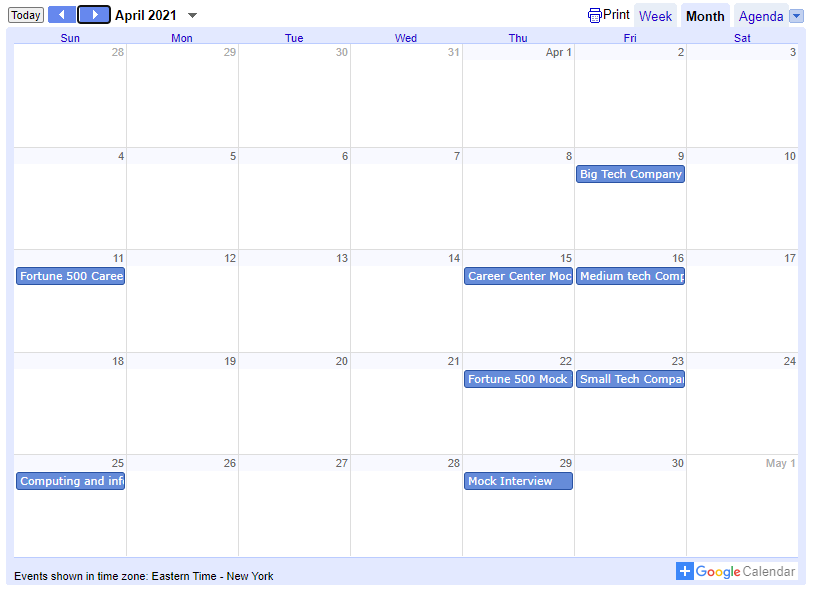 Today April 2021 Print Week Month Agenda
Sun Mon Tue Wed Thu Fri Sat
28 29 30 31 Apr 1 2 3
4 5 6 7 8 9 10
Big Tech Company
11 12 13 14 15 16 17
Fortune 500 Caree Career Center Moc Medium tech Comp
18 19 20 21 22 23 24
Fortune 500 Mock Small Tech Compa
25 26 27 28 29 30 May 1
Computing and inf Mock Interview
Events shown in time zone: Eastern Time - New York
Google Calendar